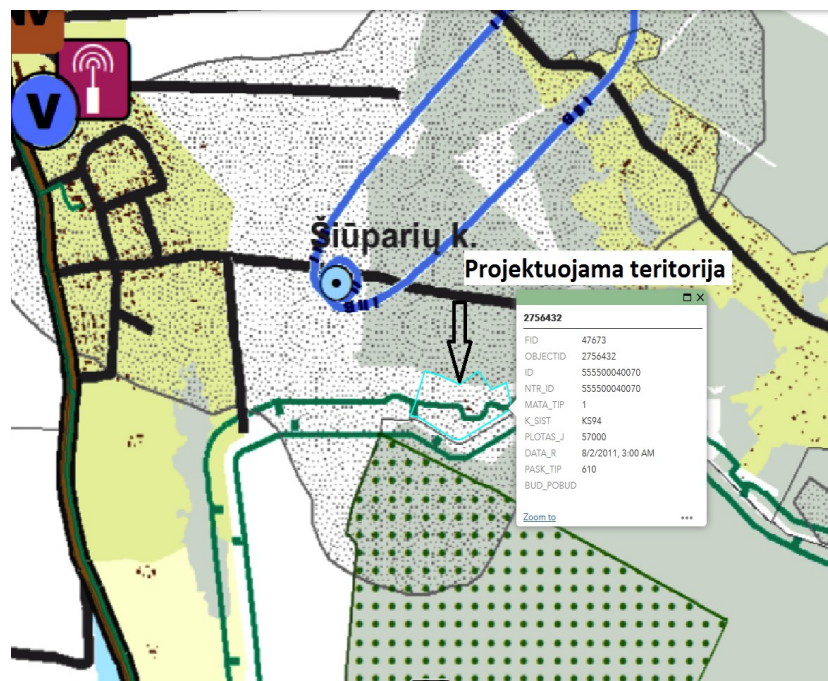 V
Šiūparių k.
Projektuojama teritorija
2756432
FID 47673
OBJECTID 2756432
ID 555500040070
NTR_ID 555500040070
MATA_TIP 1
K_SIST KS94
PLOTAS_J 57000
DATA_R 8/2/2011, 3:00 AM
PASK_TIP 610
BUD_POBUD
Zoom to